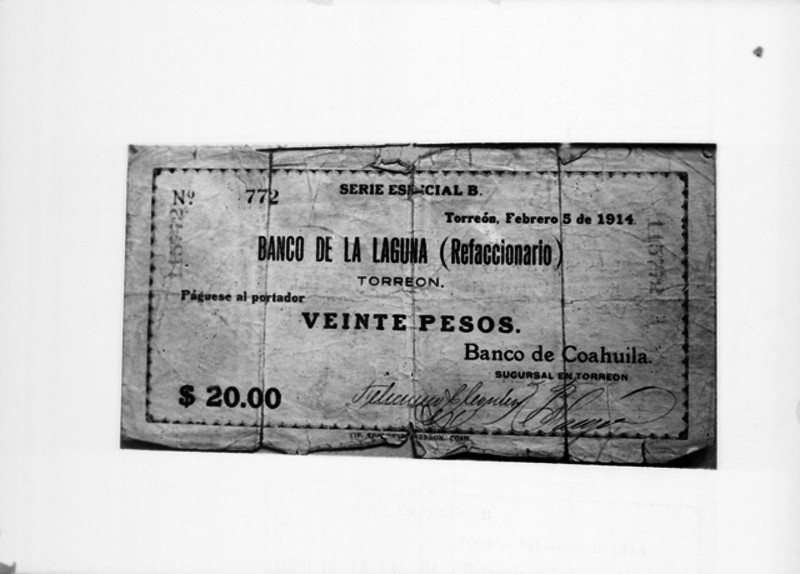 SERIE ESPECIAL B.
Nº 772
Torreón, Febrero 5 de 1914
BANCO DE LA LAGUNA (Refaccionario)
TORREON.
Páguese al portador
VEINTE PESOS.
Banco de Coahuila.
SUCURSAL EN TORREON
$ 20.00